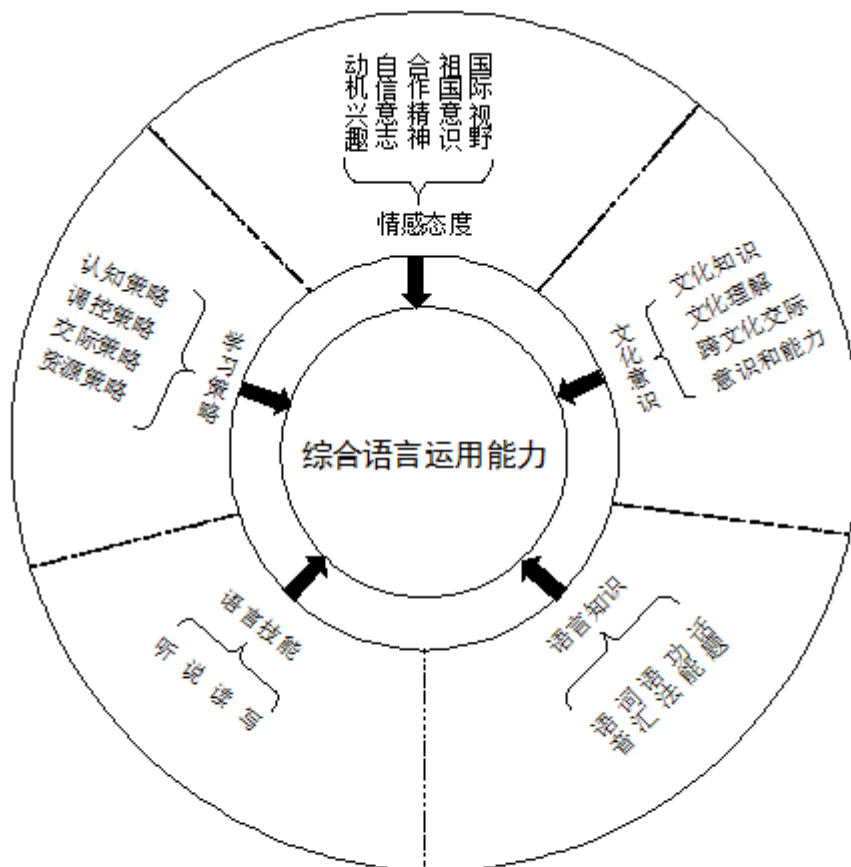 动机兴趣
自信意志
合作精神
祖国意识
国际视野
情感态度
认知策略
调控策略
交际策略
资源策略
学习策略
文化意识
文化知识
文化理解
跨文化交际
意识和能力
综合语言运用能力
语言技能
听说读写
语言知识
语音
词汇
语法
功能
话题